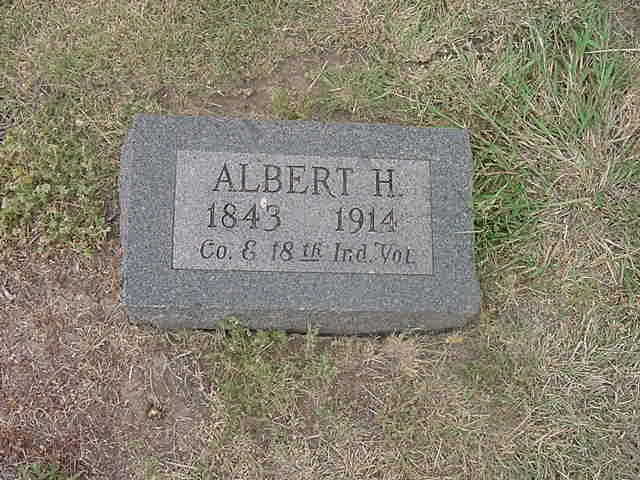 ALBERT H.
1843 1914
Co. E 18th Ind. Vol.